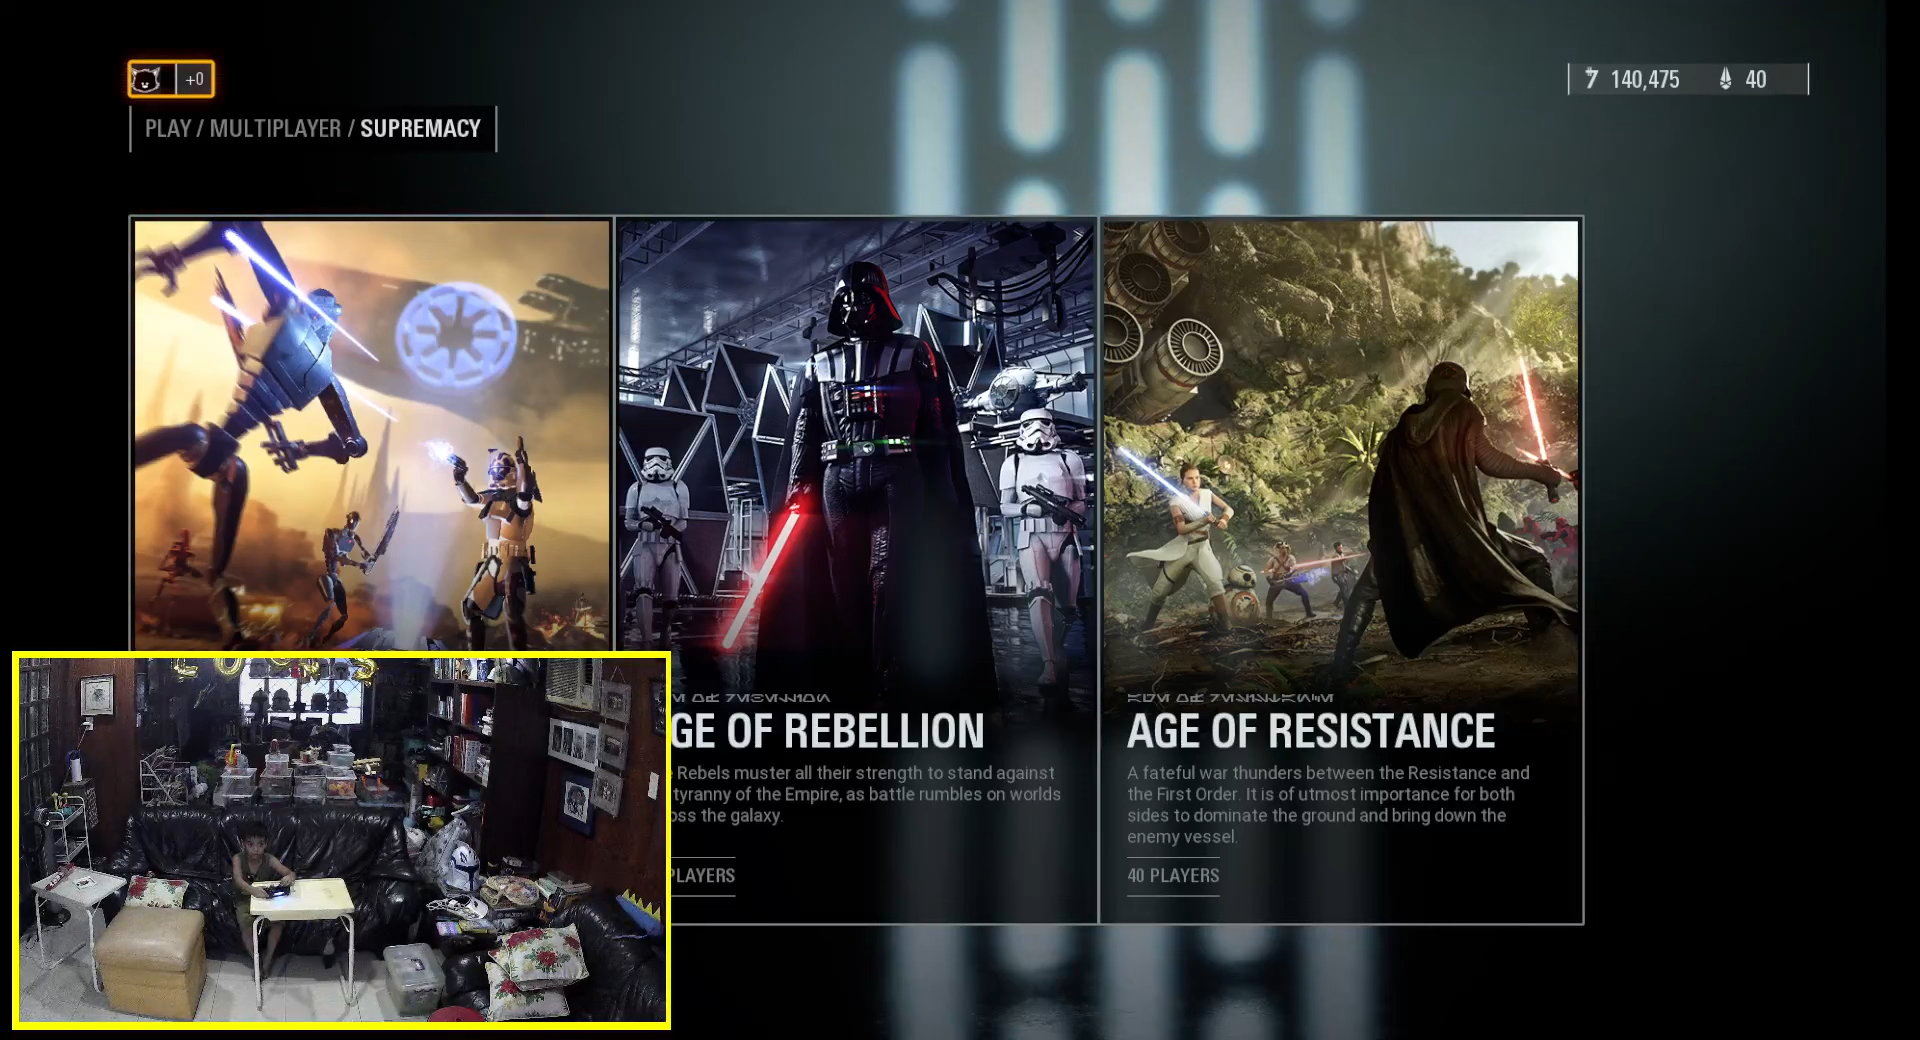 +0
7 140,475 40
PLAY / MULTIPLAYER / SUPREMACY
GE OF REBELLION
Rebels muster all their strength to stand against
tyranny of the Empire, as battle rumbles on worlds
oss the galaxy.
PLAYERS
AGE OF RESISTANCE
A fateful war thunders between the Resistance and
the First Order. It is of utmost importance for both
sides to dominate the ground and bring down the
enemy vessel.
40 PLAYERS